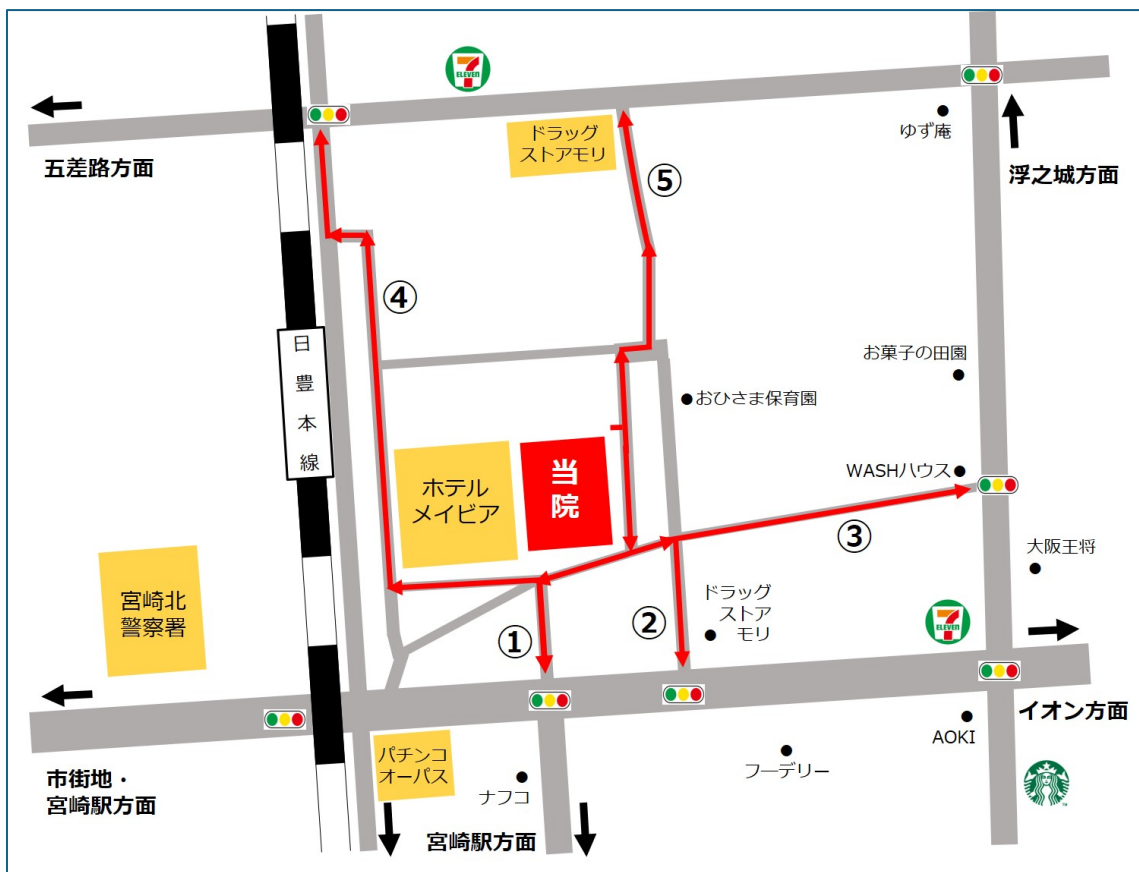 7
ELEVEN
五差路方面
ドラッグ
ストアモリ
⑤
ゆず庵
浮之城方面
④
日
豊
本
線
お菓子の田園
おひさま保育園
ホテル
メイビア
当
院
WASHハウス
③
大阪王将
宮崎北
警察署
①
②
ドラッグ
ストア
モリ
7
ELEVEN
イオン方面
市街地・
宮崎駅方面
パチンコ
オーパス
ナフコ
フーデリー
AOKI
宮崎駅方面